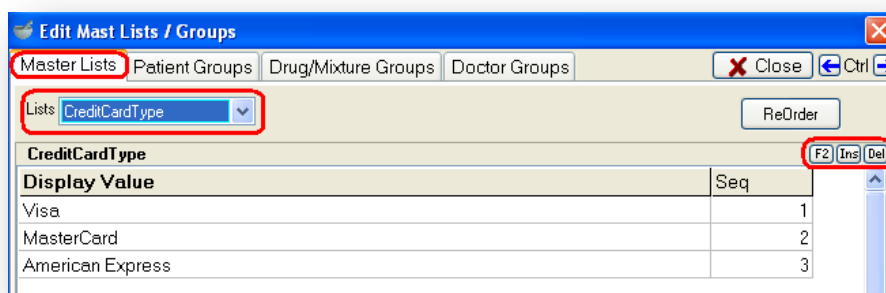 Edit Mast Lists / Groups
Master Lists Patient Groups Drug/Mixture Groups Doctor Groups Close Ctrl
Lists CreditCardType ReOrder
CreditCardType F2 Ins Del
Display Value Seq
Visa 1
MasterCard 2
American Express 3